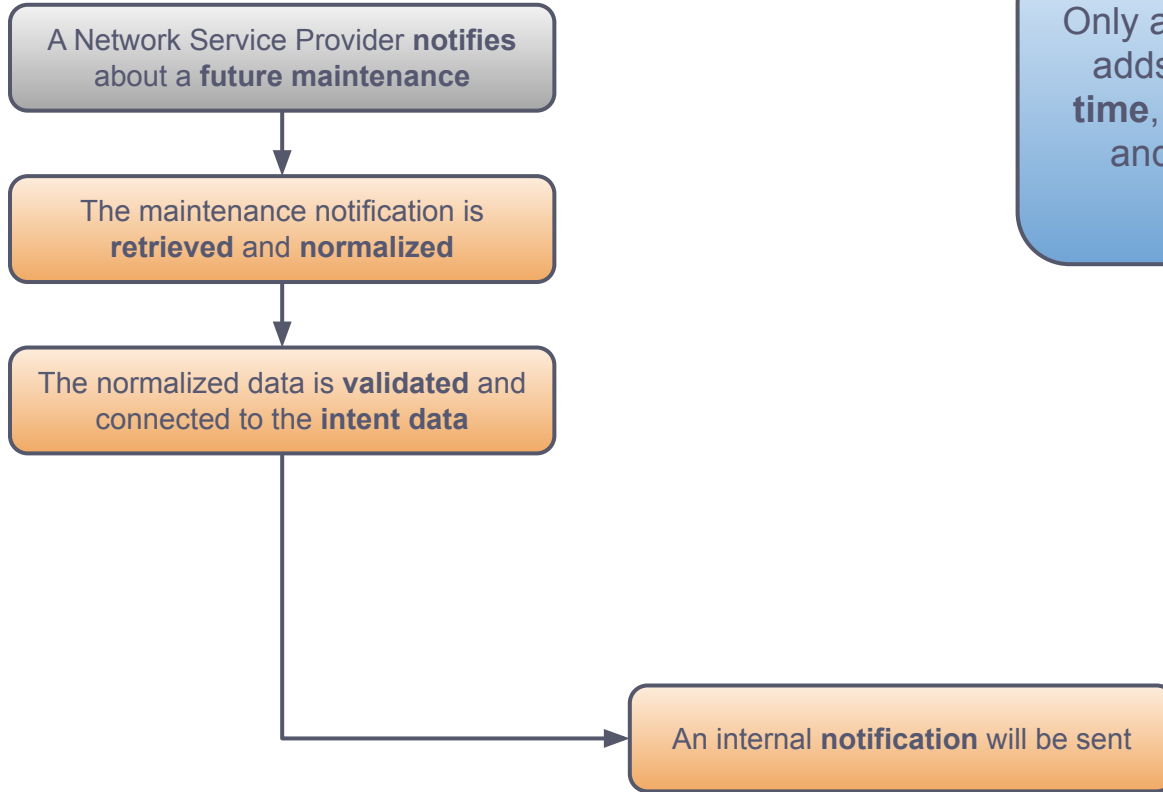 A Network Service Provider notifies
about a future maintenance
The maintenance notification is
retrieved and normalized
The normalized data is validated and
connected to the intent data
An internal notification will be sent
Only
adds
time,